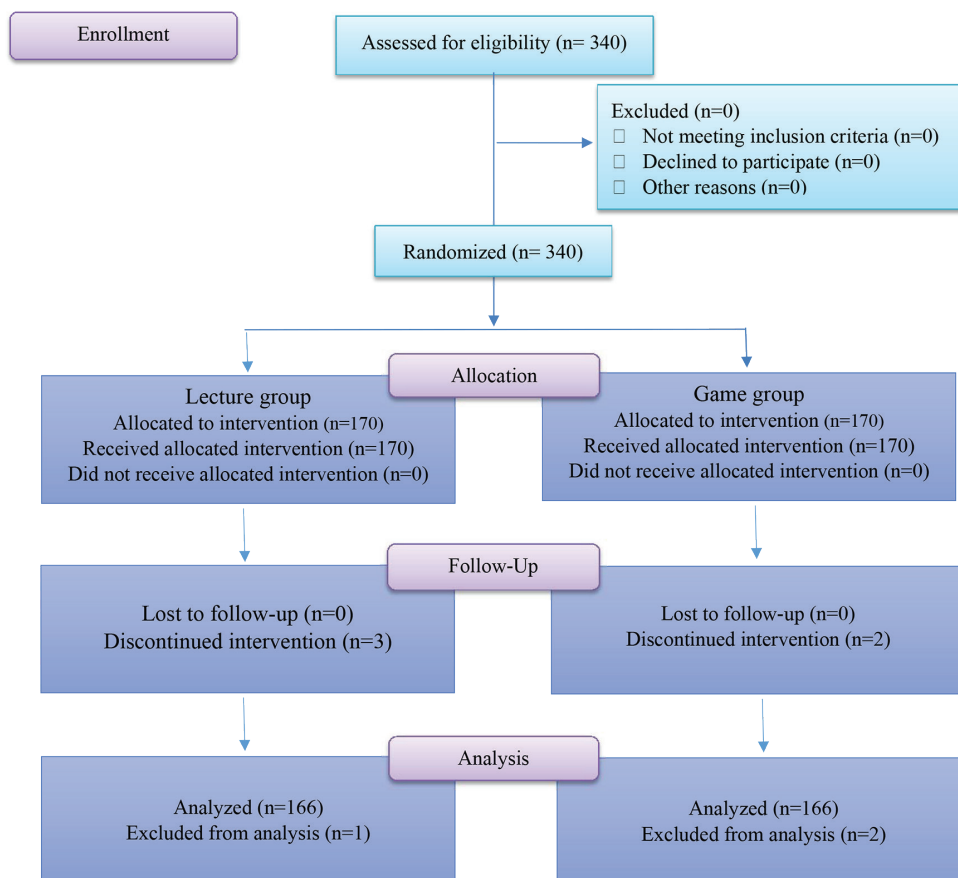 Enrollment
Assessed for eligibility (n= 340)
Excluded (n=0)
Not meeting inclusion criteria (n=0)
Declined to participate (n=0)
Other reasons (n=0)
Randomized (n= 340)
Allocation
Lecture group
Allocated to intervention (n=170)
Received allocated intervention (n=170)
Did not receive allocated intervention (n=0)
Game group
Allocated to intervention (n=170)
Received allocated intervention (n=170)
Did not receive allocated intervention (n=0)
Follow-Up
Lost to follow-up (n=0)
Discontinued intervention (n=3)
Lost to follow-up (n=0)
Discontinued intervention (n=2)
Analysis
Analyzed (n=166)
Excluded from analysis (n=1)
Analyzed (n=166)
Excluded from analysis (n=2)